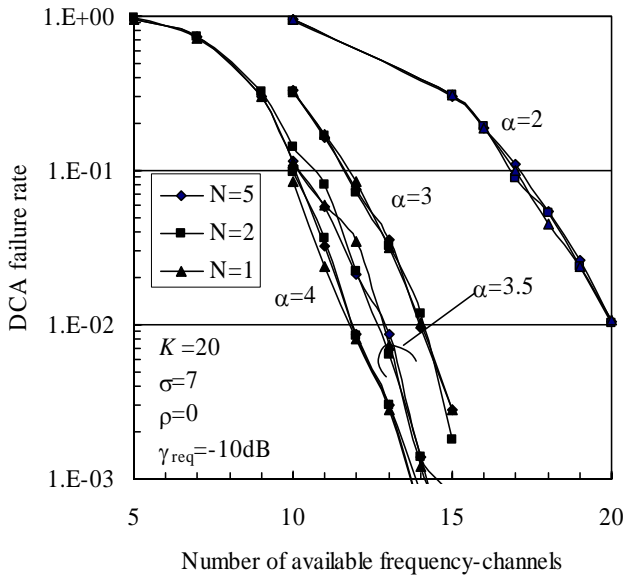 1.E+00
1.E-01
1.E-02
1.E-03
DCA failure rate
α=2
α=3
α=3.5
α=4
N=5
N=2
N=1
K=20
σ=7
ρ=0
γreq=-10dB
5 10 15 20
Number of available frequency-channels